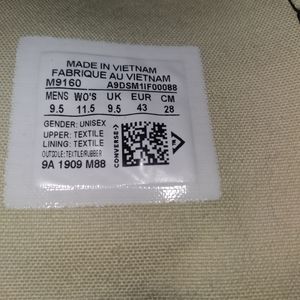 MADE IN VIETNAM
FABRIQUE AU VIETNAM
M9160 A9DSM1IF00088
MENS WO'S UK EUR CM
9.5 11.5 9.5 43 28
GENDER: UNISEX
UPPER: TEXTILE
LINING: TEXTILE
OUTSOLE: TEXTILE/RUBBER
9A 1909 M88
CONVERSE